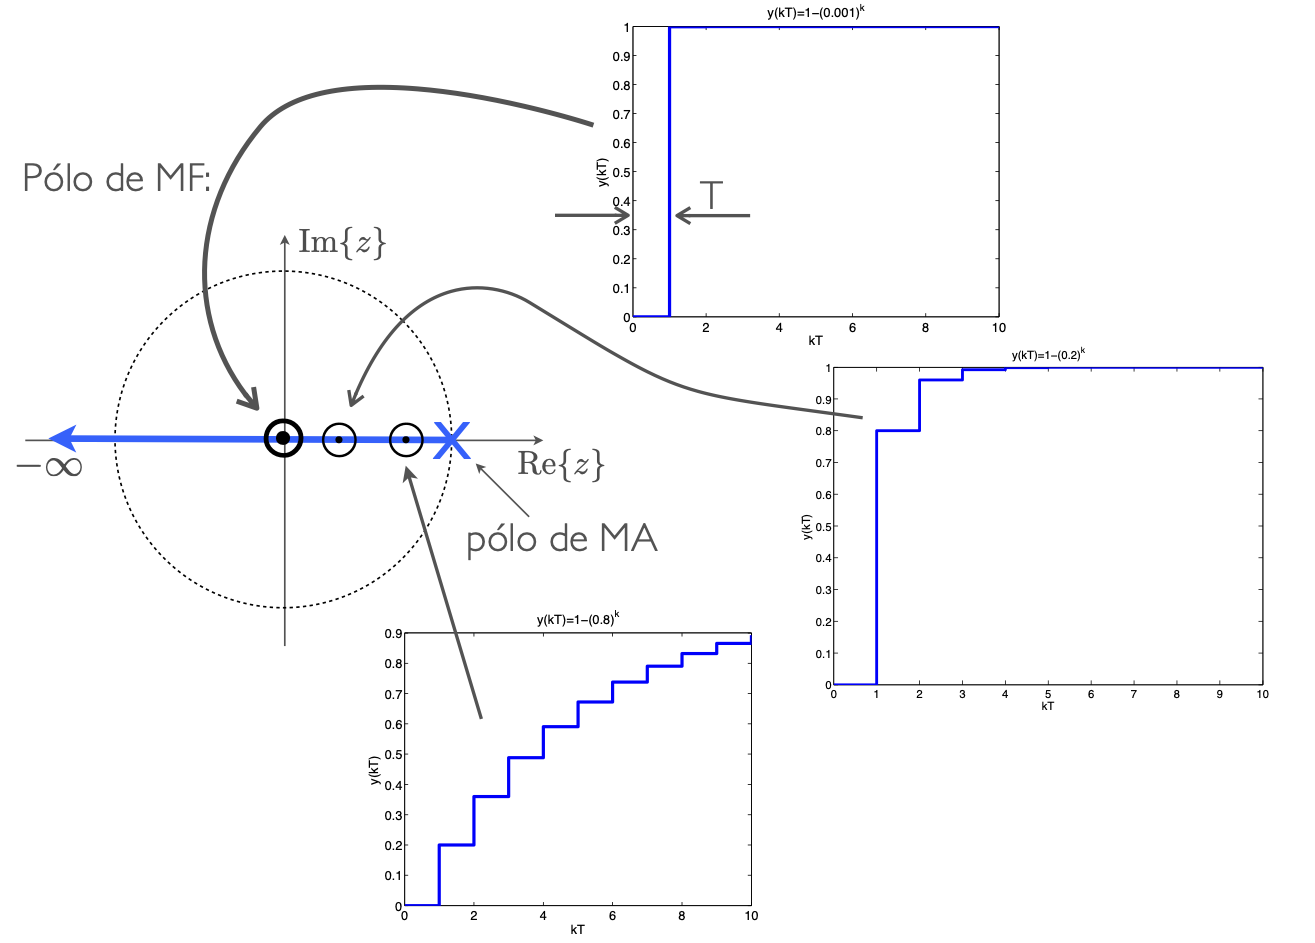 y(kT)=1−(0.001)^k
1
0.9
0.8
0.7
0.6
0.5
0.4
0.3
0.2
0.1
0
y(kT)
T
0 2 4 6 8 10
kT
Pólo de MF:
Im{z}
−∞
Re{z}
pólo de MA
y(kT)=1−(0.2)^k
1
0.9
0.8
0.7
0.6
0.5
0.4
0.3
0.2
0.1
0
y(kT)
0 1 2 3 4 5 6 7 8 9 10
kT
y(kT)=1−(0.8)^k
0.9
0.8
0.7
0.6
0.5
0.4
0.3
0.2
0.1
0
y(kT)
0 2 4 6 8 10
kT